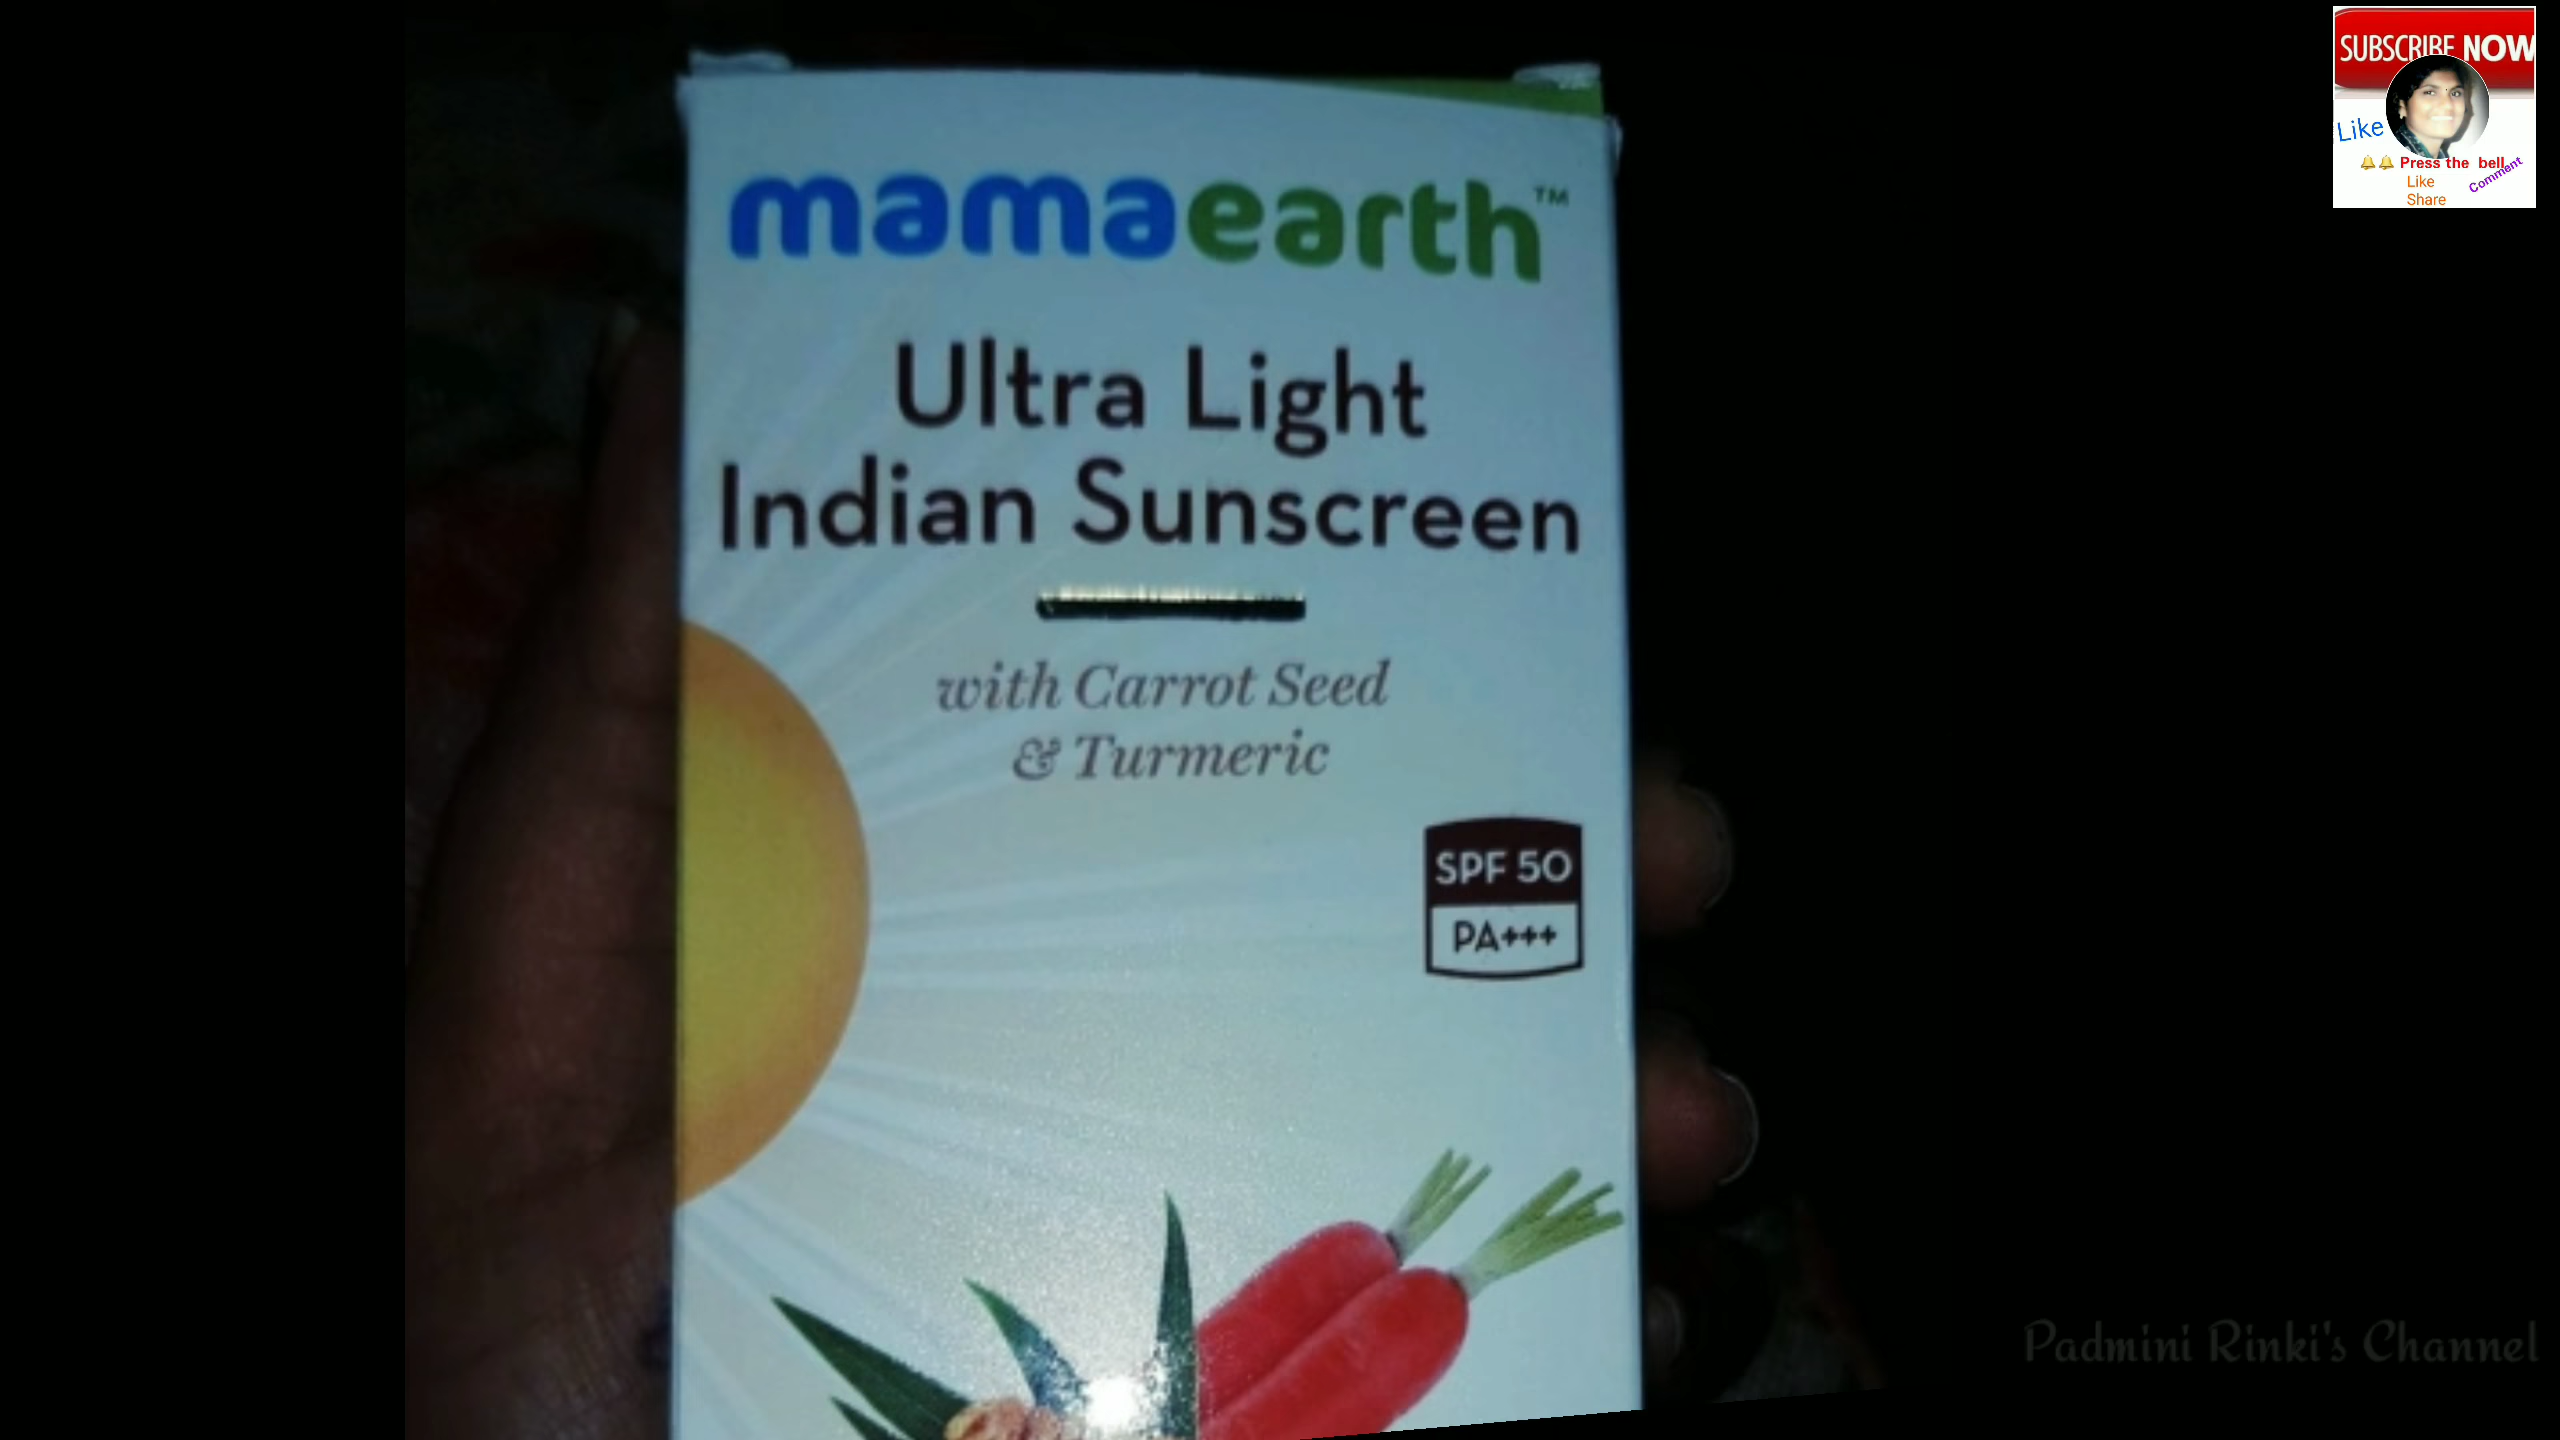 mamaearth™
Ultra Light
Indian Sunscreen
with Carrot Seed
& Turmeric
SPF 50
PA+++
SUBSCRIBE NOW
Like
🔔🔔 Press the bell
Comment
Like
Share
Padmini Rinki's Channel